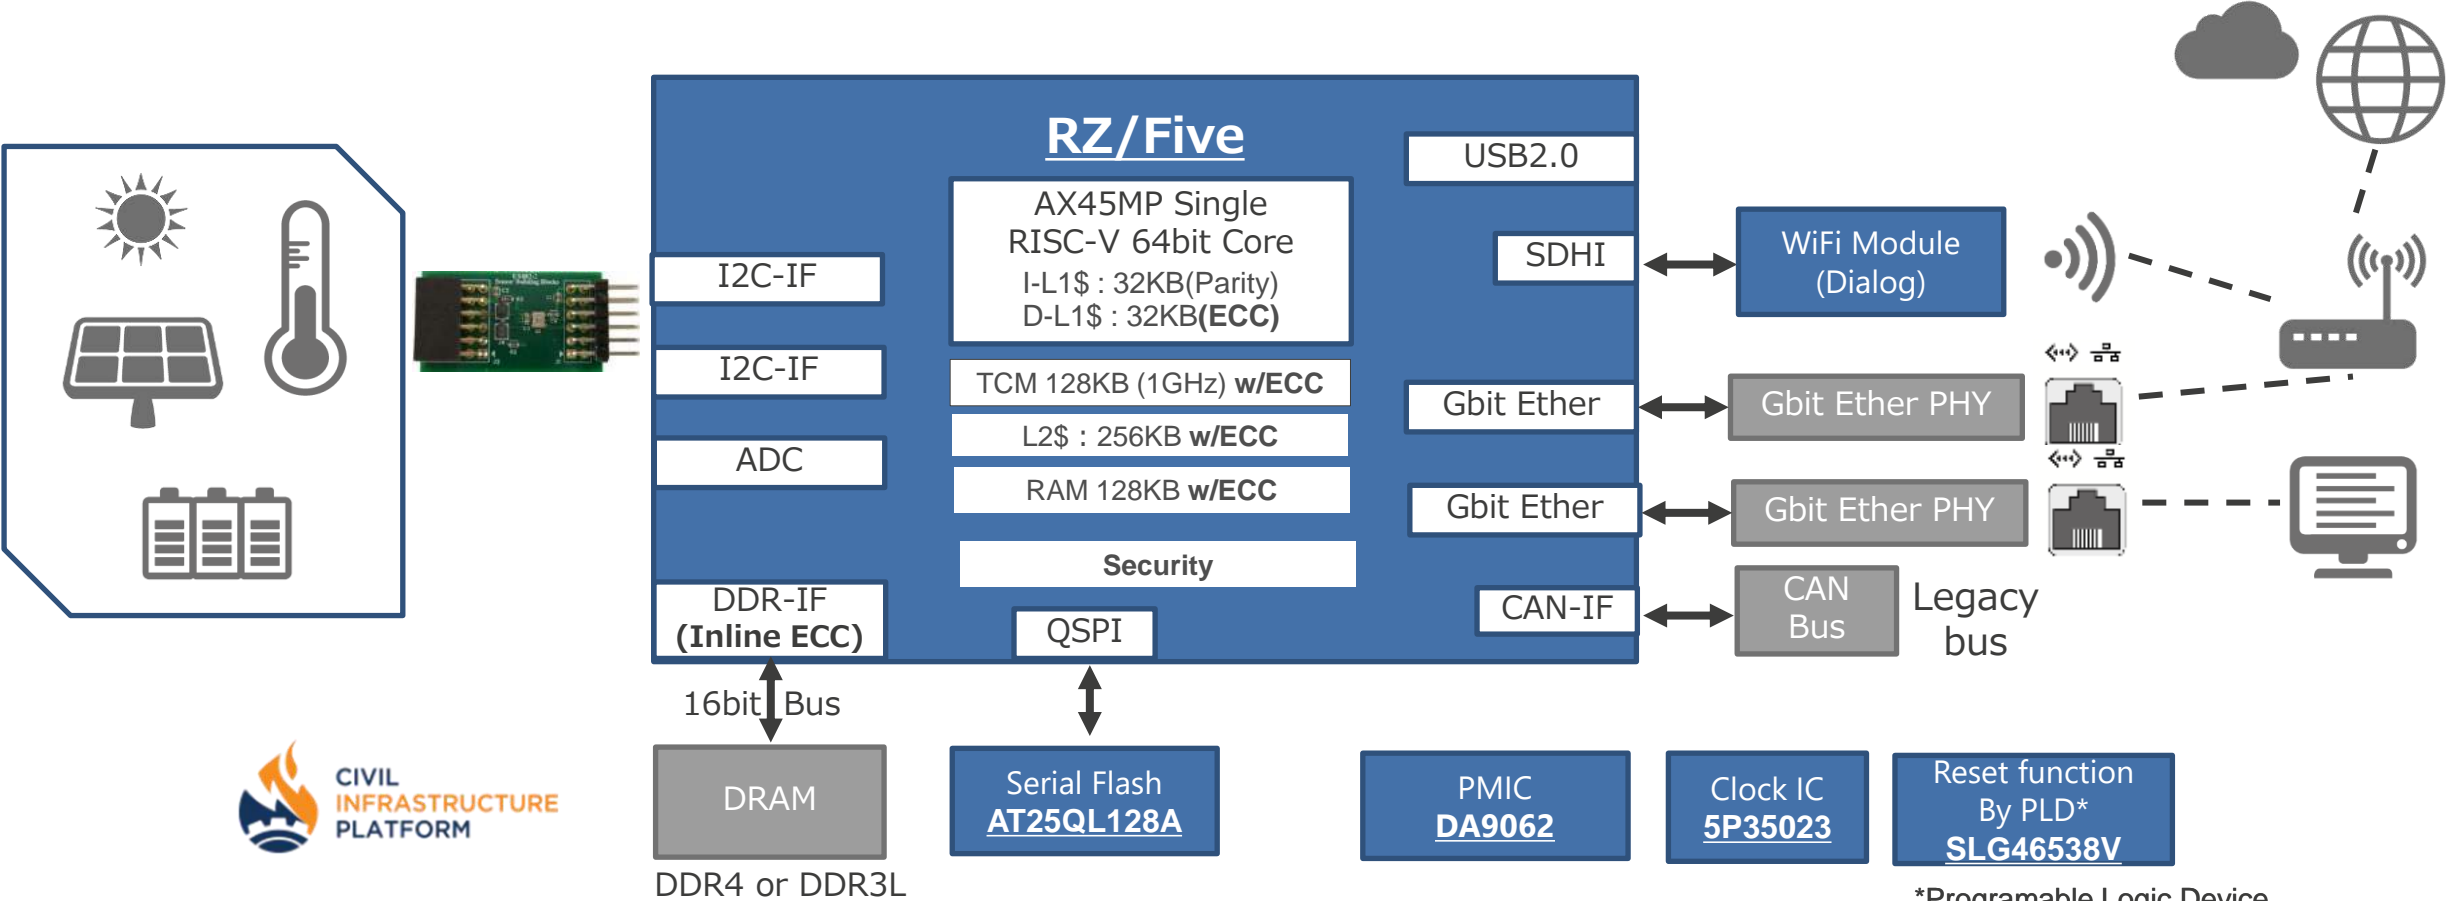 RZ/Five
AX45MP Single
RISC-V 64bit Core
I-L1$ : 32KB(Parity)
D-L1$ : 32KB(ECC)
TCM 128KB (1GHz) w/ECC
L2$ : 256KB w/ECC
RAM 128KB w/ECC
Security
I2C-IF
I2C-IF
ADC
DDR-IF
(Inline ECC)
QSPI
USB2.0
SDHI
Gbit Ether
Gbit Ether
CAN-IF
WiFi Module
(Dialog)
Gbit Ether PHY
Gbit Ether PHY
CAN
Bus
Legacy
bus
16bit Bus
DRAM
DDR4 or DDR3L
Serial Flash
AT25QL128A
PMIC
DA9062
Clock IC
5P35023
Reset function
By PLD*
SLG46538V
*Programable Logic Device
CIVIL
INFRASTRUCTURE
PLATFORM